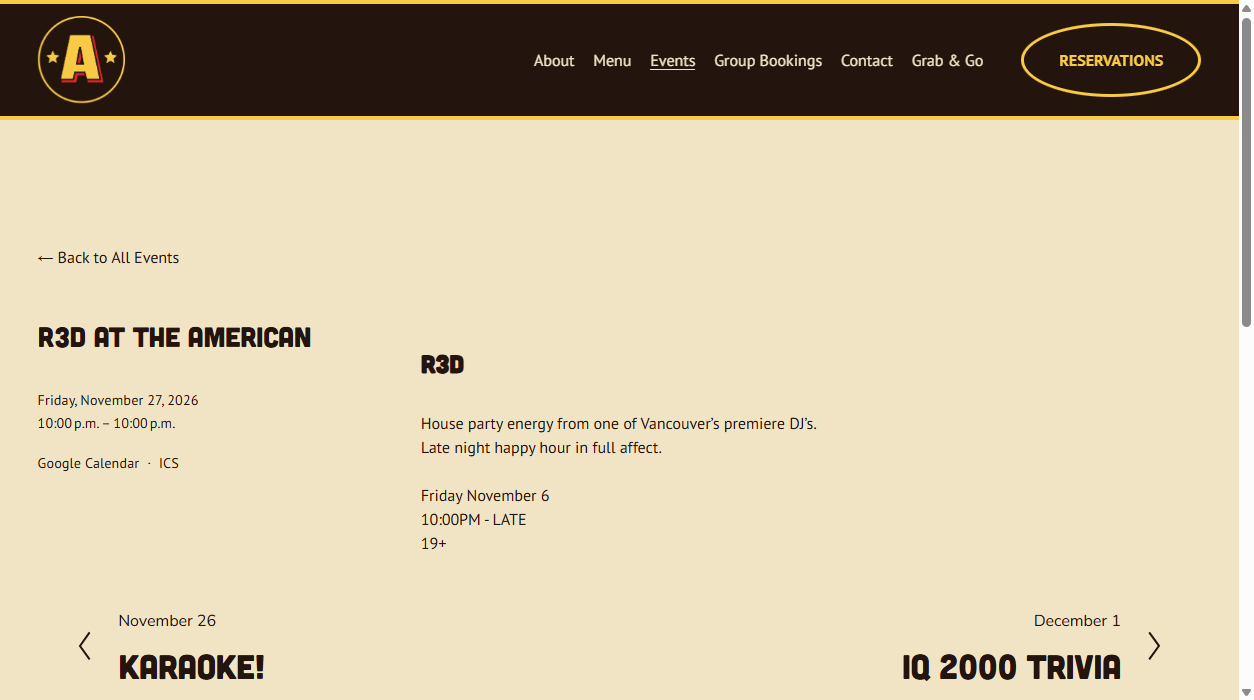 A
About Menu Events Group Bookings Contact Grab & Go RESERVATIONS
← Back to All Events
R3D AT THE AMERICAN
Friday, November 27, 2026
10:00 p.m. – 10:00 p.m.
Google Calendar · ICS
R3D
House party energy from one of Vancouver’s premiere DJ’s.
Late night happy hour in full affect.
Friday November 6
10:00PM - LATE
19+
November 26
KARAOKE!
December 1
IQ 2000 TRIVIA